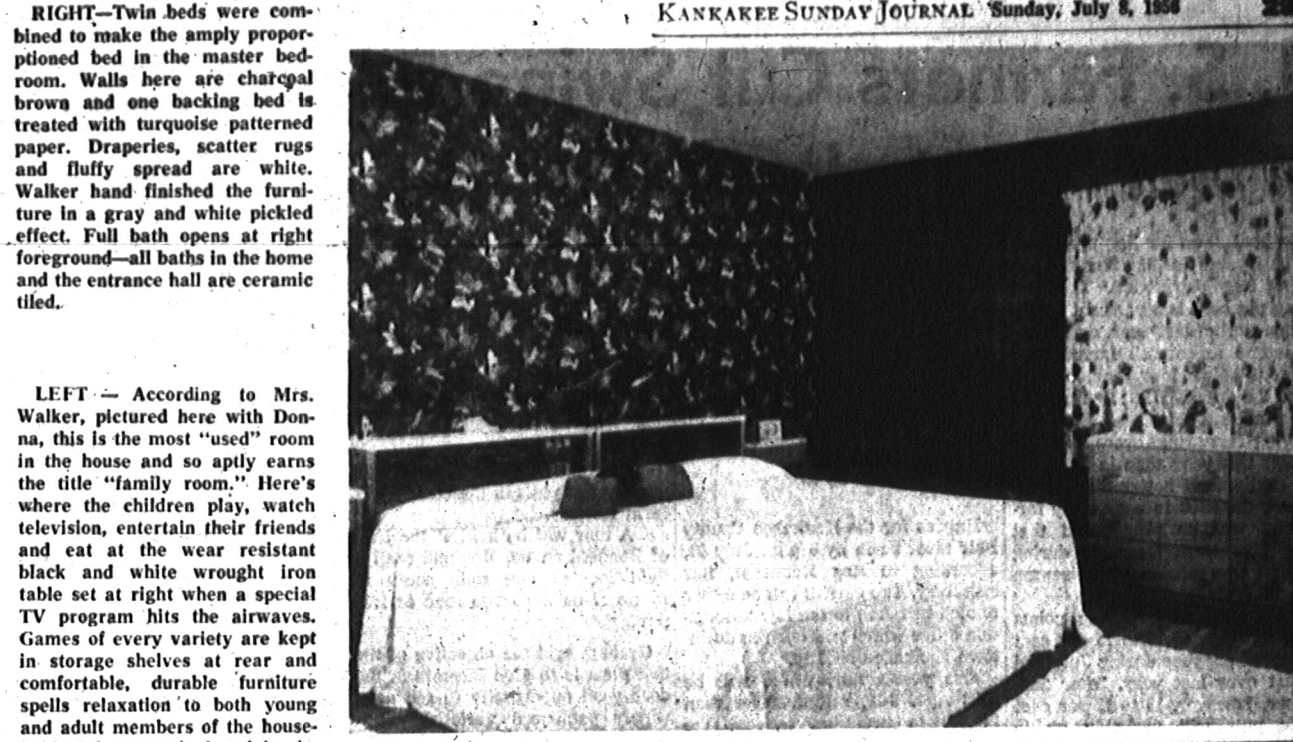 KANKAKEE SUNDAY JOURNAL Sunday, July 8, 1956
RIGHT—Twin beds were com-
bined to make the amply propor-
ptioned bed in the master bed-
room. Walls here are charcoal
brown and one backing bed is
treated with turquoise patterned
paper. Draperies, scatter rugs
and fluffy spread are white.
Walker hand finished the furni-
ture in a gray and white pickled
effect. Full bath opens at right
foreground—all baths in the home
and the entrance hall are ceramic
tiled.
LEFT — According to Mrs.
Walker, pictured here with Don-
na, this is the most "used" room
in the house and so aptly earns
the title "family room." Here's
where the children play, watch
television, entertain their friends
and eat at the wear resistant
black and white wrought iron
table set at right when a special
TV program hits the airwaves.
Games of every variety are kept
in storage shelves at rear and
comfortable, durable furniture
spells relaxation to both young
and adult members of the house-